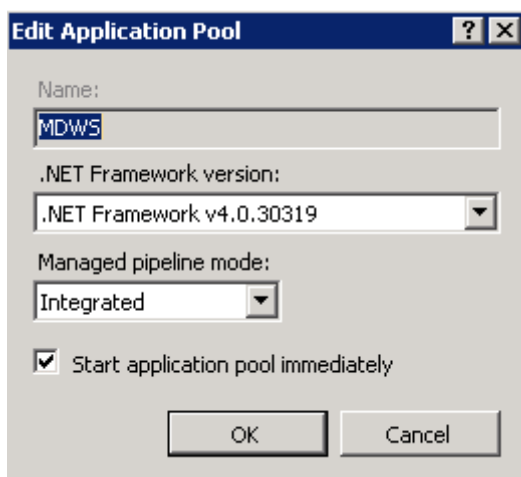 Edit Application Pool
Name:
MDWS
.NET Framework version:
.NET Framework v4.0.30319
Managed pipeline mode:
Integrated
Start application pool immediately
OK Cancel